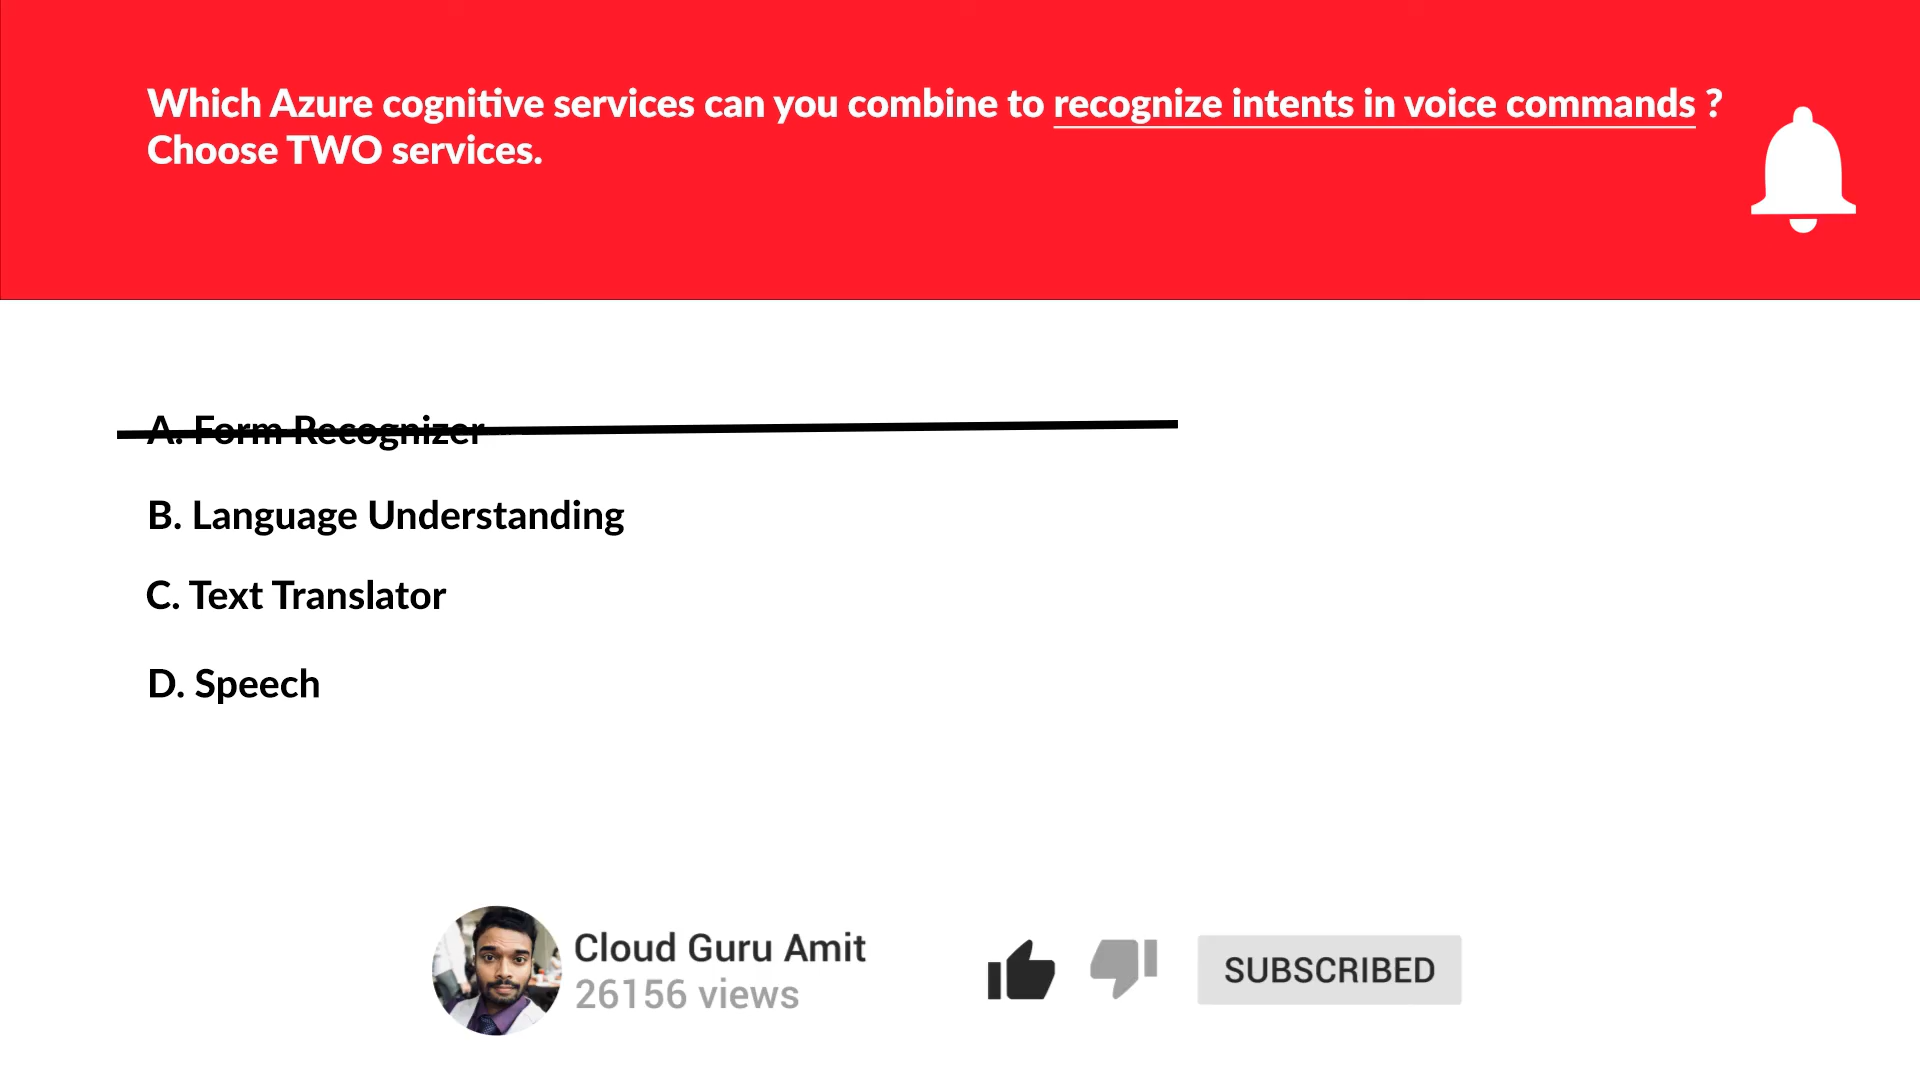 Which Azure cognitive services can you combine to recognize intents in voice commands ?
Choose TWO services.
A. Form Recognizer
B. Language Understanding
C. Text Translator
D. Speech
Cloud Guru Amit
26156 views
SUBSCRIBED